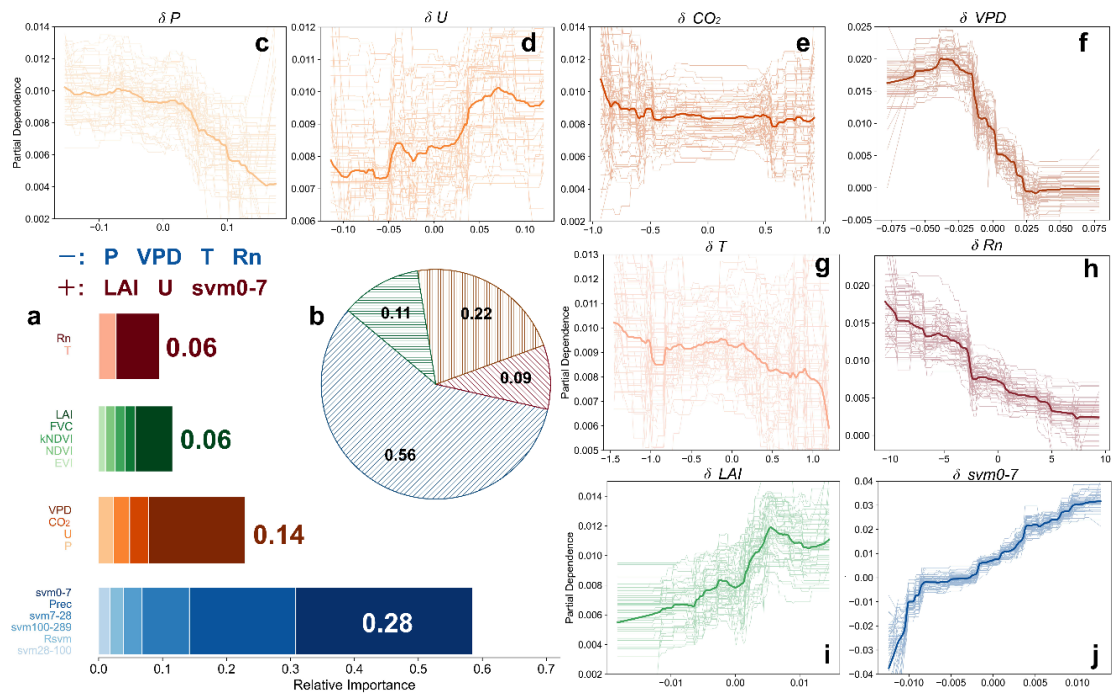 δ P
δ U
δ CO₂
δ VPD
c
d
e
f
Partial Dependence
0.014
0.012
0.010
0.008
0.006
0.004
0.002
−0.1
0.0
0.1
0.012
0.011
0.010
0.009
0.008
0.007
0.006
−0.10
−0.05
0.00
0.05
0.10
0.014
0.012
0.010
0.008
0.006
0.004
0.002
−1.0
−0.5
0.0
0.5
1.0
0.025
0.020
0.015
0.010
0.005
0.000
−0.005
−0.075
−0.050
−0.025
0.000
0.025
0.050
0.075
−: P VPD T Rn
+: LAI U svm0-7
a
Rn
T
0.06
LAI
FVC
kNDVI
NDVI
EVI
0.06
VPD
CO₂
U
P
0.14
svm0-7
Prec
svm7-28
svm100-289
Rsvm
svm28-100
0.28
0.0
0.1
0.2
0.3
0.4
0.5
0.6
0.7
Relative Importance
b
0.11
0.22
0.09
0.56
δ T
g
Partial Dependence
0.013
0.012
0.011
0.010
0.009
0.008
0.007
0.006
0.005
−1.5
−1.0
−0.5
0.0
0.5
1.0
δ Rn
h
0.020
0.015
0.010
0.005
0.000
−10
−5
0
5
10
δ LAI
i
Partial Dependence
0.014
0.012
0.010
0.008
0.006
0.004
0.002
−0.01
0.00
0.01
δ svm0-7
j
0.04
0.03
0.02
0.01
0.00
−0.01
−0.02
−0.03
−0.04
−0.010
−0.005
0.000
0.005
0.010